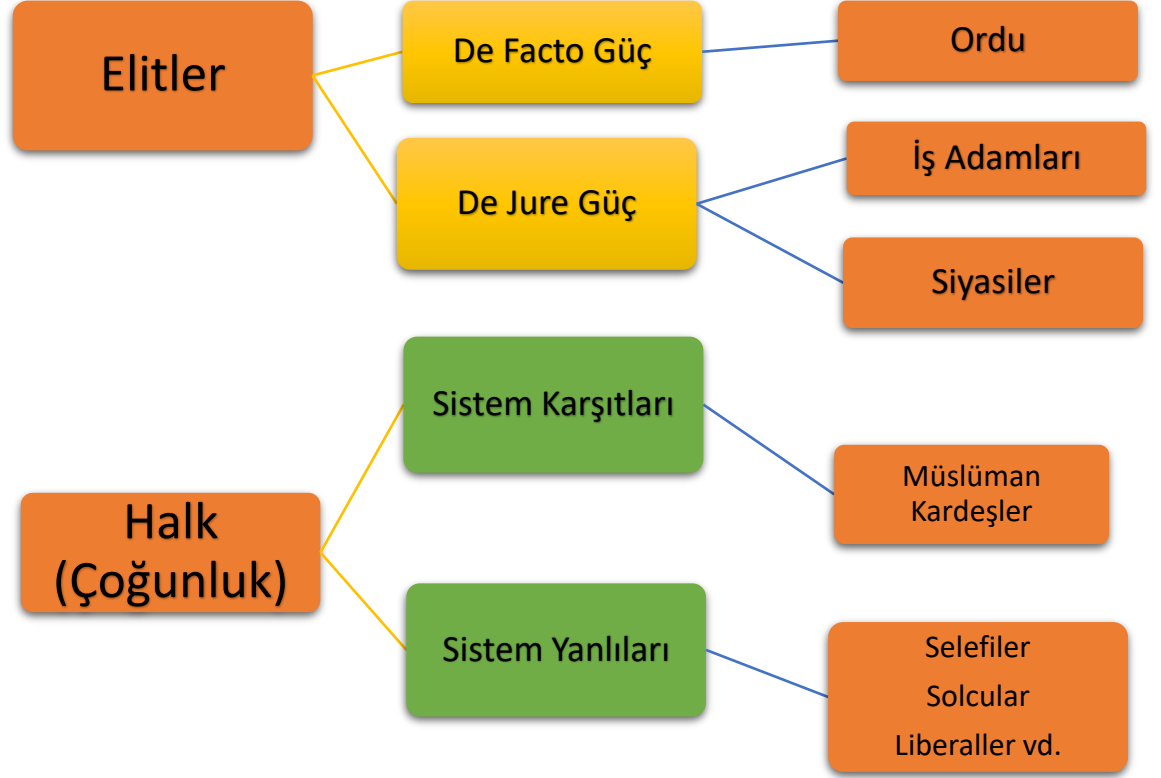 Elitler
De Facto Güç
Ordu
De Jure Güç
İş Adamları
Siyasiler
Halk
(Çoğunluk)
Sistem Karşıtları
Müslüman
Kardeşler
Sistem Yanlıları
Selefiler
Solcular
Liberaller vd.